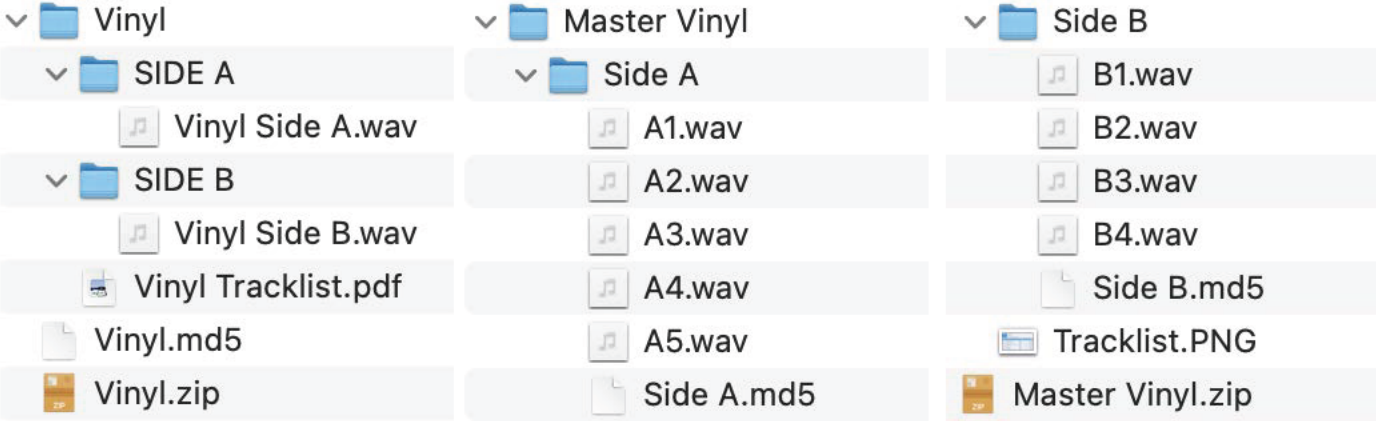 Vinyl
SIDE A
Vinyl Side A.wav
SIDE B
Vinyl Side B.wav
Vinyl Tracklist.pdf
Vinyl.md5
ZIP
Vinyl.zip
Master Vinyl
Side A
A1.wav
A2.wav
A3.wav
A4.wav
A5.wav
Side A.md5
Side B
B1.wav
B2.wav
B3.wav
B4.wav
Side B.md5
Tracklist.PNG
ZIP
Master Vinyl.zip